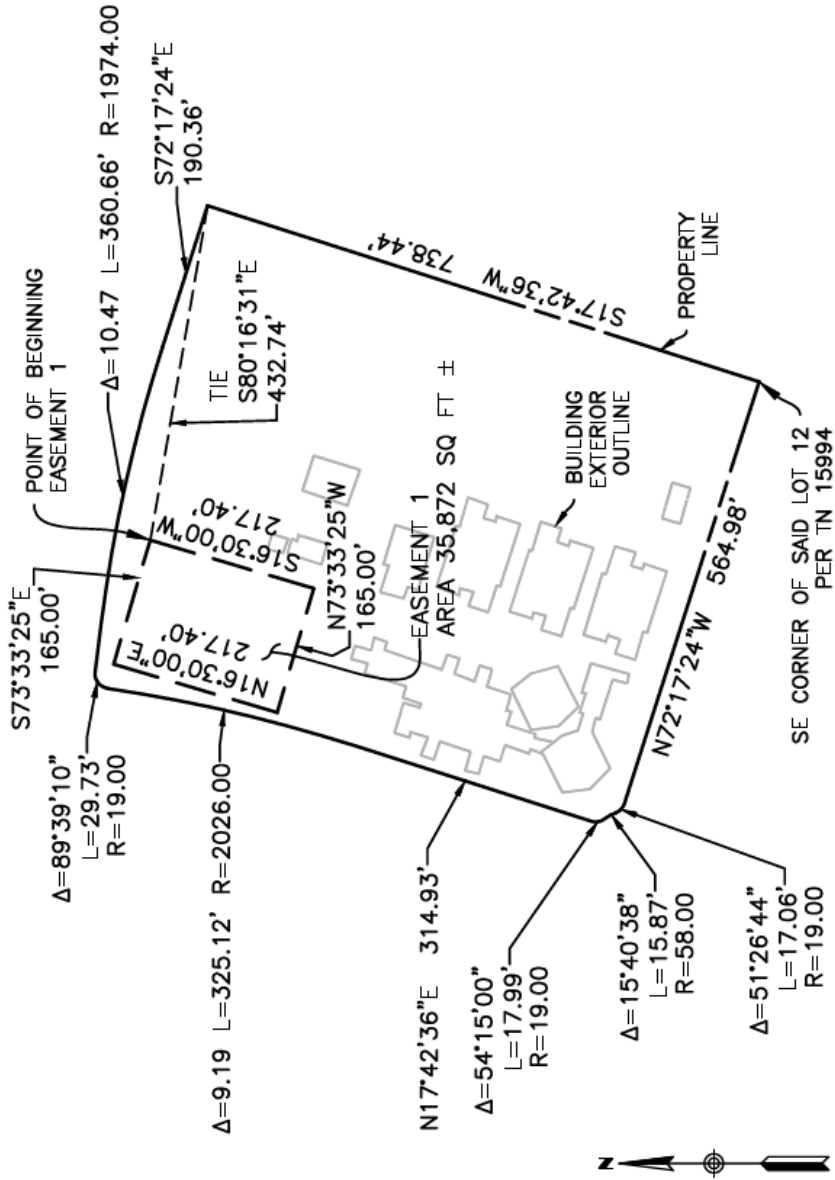 POINT OF BEGINNING
EASEMENT 1
Δ=10.47 L=360.66' R=1974.00
S72°17'24"E
190.36'
S73°33'25"E
165.00'
Δ=89°39'10"
L=29.73'
R=19.00
TIE
S80°16'31"E
432.74'
S16°30'00"W
217.40'
N16°30'00"E
217.40'
N73°33'25"W
165.00'
EASEMENT 1
AREA 35,872 SQ FT ±
Δ=9.19 L=325.12' R=2026.00
S17°42'36"W 738.44'
PROPERTY
LINE
BUILDING
EXTERIOR
OUTLINE
N17°42'36"E 314.93'
Δ=54°15'00"
L=17.99'
R=19.00
Δ=15°40'38"
L=15.87'
R=58.00
Δ=51°26'44"
L=17.06'
R=19.00
N72°17'24"W 564.98'
SE CORNER OF SAID LOT 12
PER TN 15994
N